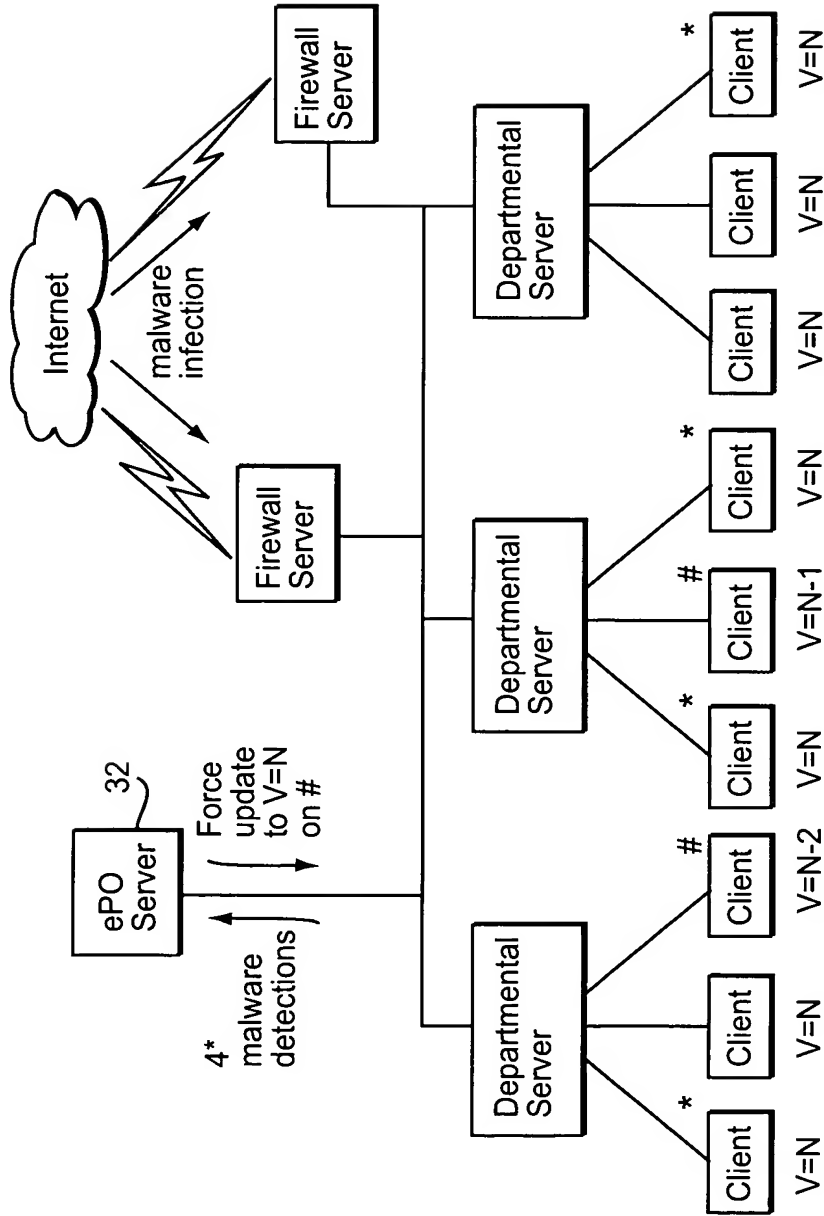 Internet
malware
infection
Firewall
Server
Firewall
Server
ePO
Server
32
4*
malware
detections
Force
update
to V=N
on #
Departmental
Server
Departmental
Server
Departmental
Server
*
#
*
#
*
*
Client
Client
Client
Client
Client
Client
Client
Client
Client
V=N
V=N
V=N-2
V=N
V=N-1
V=N
V=N
V=N
V=N